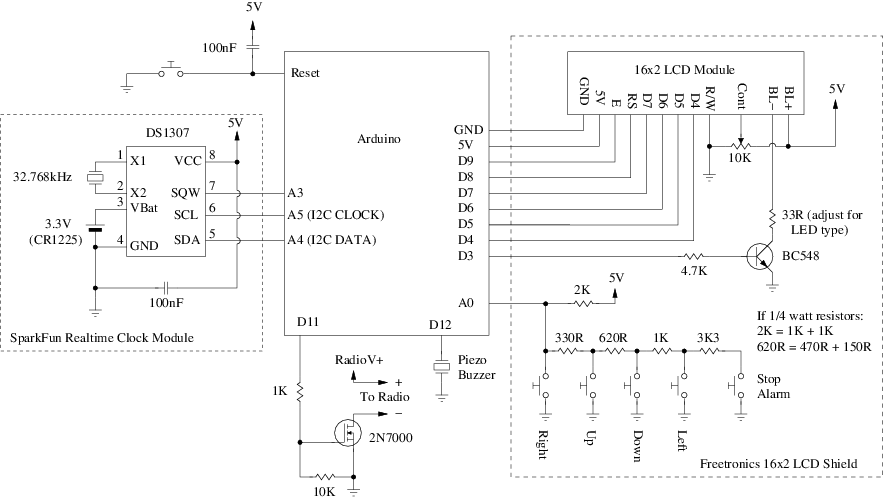 5V
100nF
Reset
Arduino
16x2 LCD Module
GND
5V
E
RS
D7
D6
D5
D4
R/W
Cont
BL-
BL+
5V
10K
DS1307
5V
1 X1
VCC 8
32.768kHz
2 X2
SQW 7
3 VBat
SCL 6
3.3V
(CR1225)
4 GND
SDA 5
100nF
SparkFun Realtime Clock Module
A3
A5 (I2C CLOCK)
A4 (I2C DATA)
GND
5V
D9
D8
D7
D6
D5
D4
D3
A0
D11
D12
33R (adjust for
LED type)
BC548
4.7K
2K
5V
If 1/4 watt resistors:
2K = 1K + 1K
620R = 470R + 150R
330R
620R
1K
3K3
Stop
Alarm
Right
Up
Down
Left
Freetronics 16x2 LCD Shield
Piezo
Buzzer
RadioV+
+
To Radio
−
1K
2N7000
10K